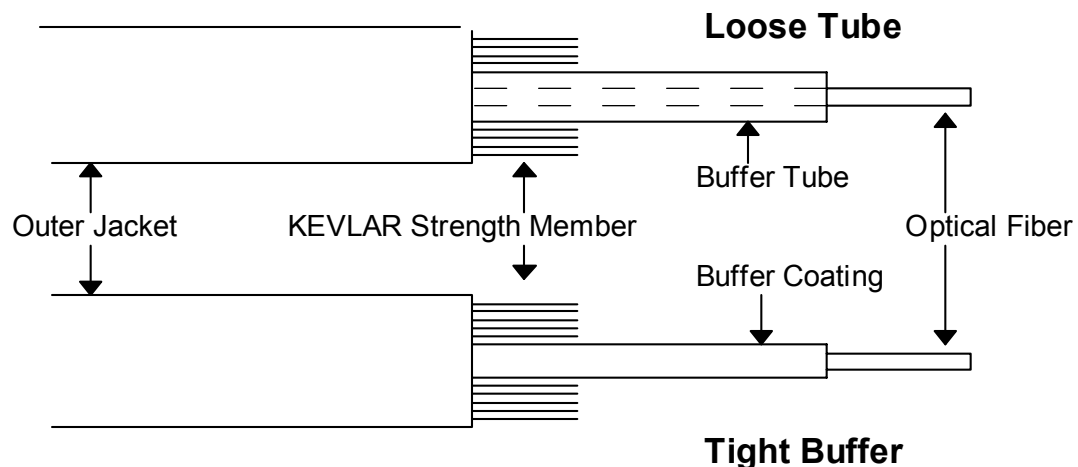 Loose Tube
Buffer Tube
Outer Jacket
KEVLAR Strength Member
Optical Fiber
Buffer Coating
Tight Buffer